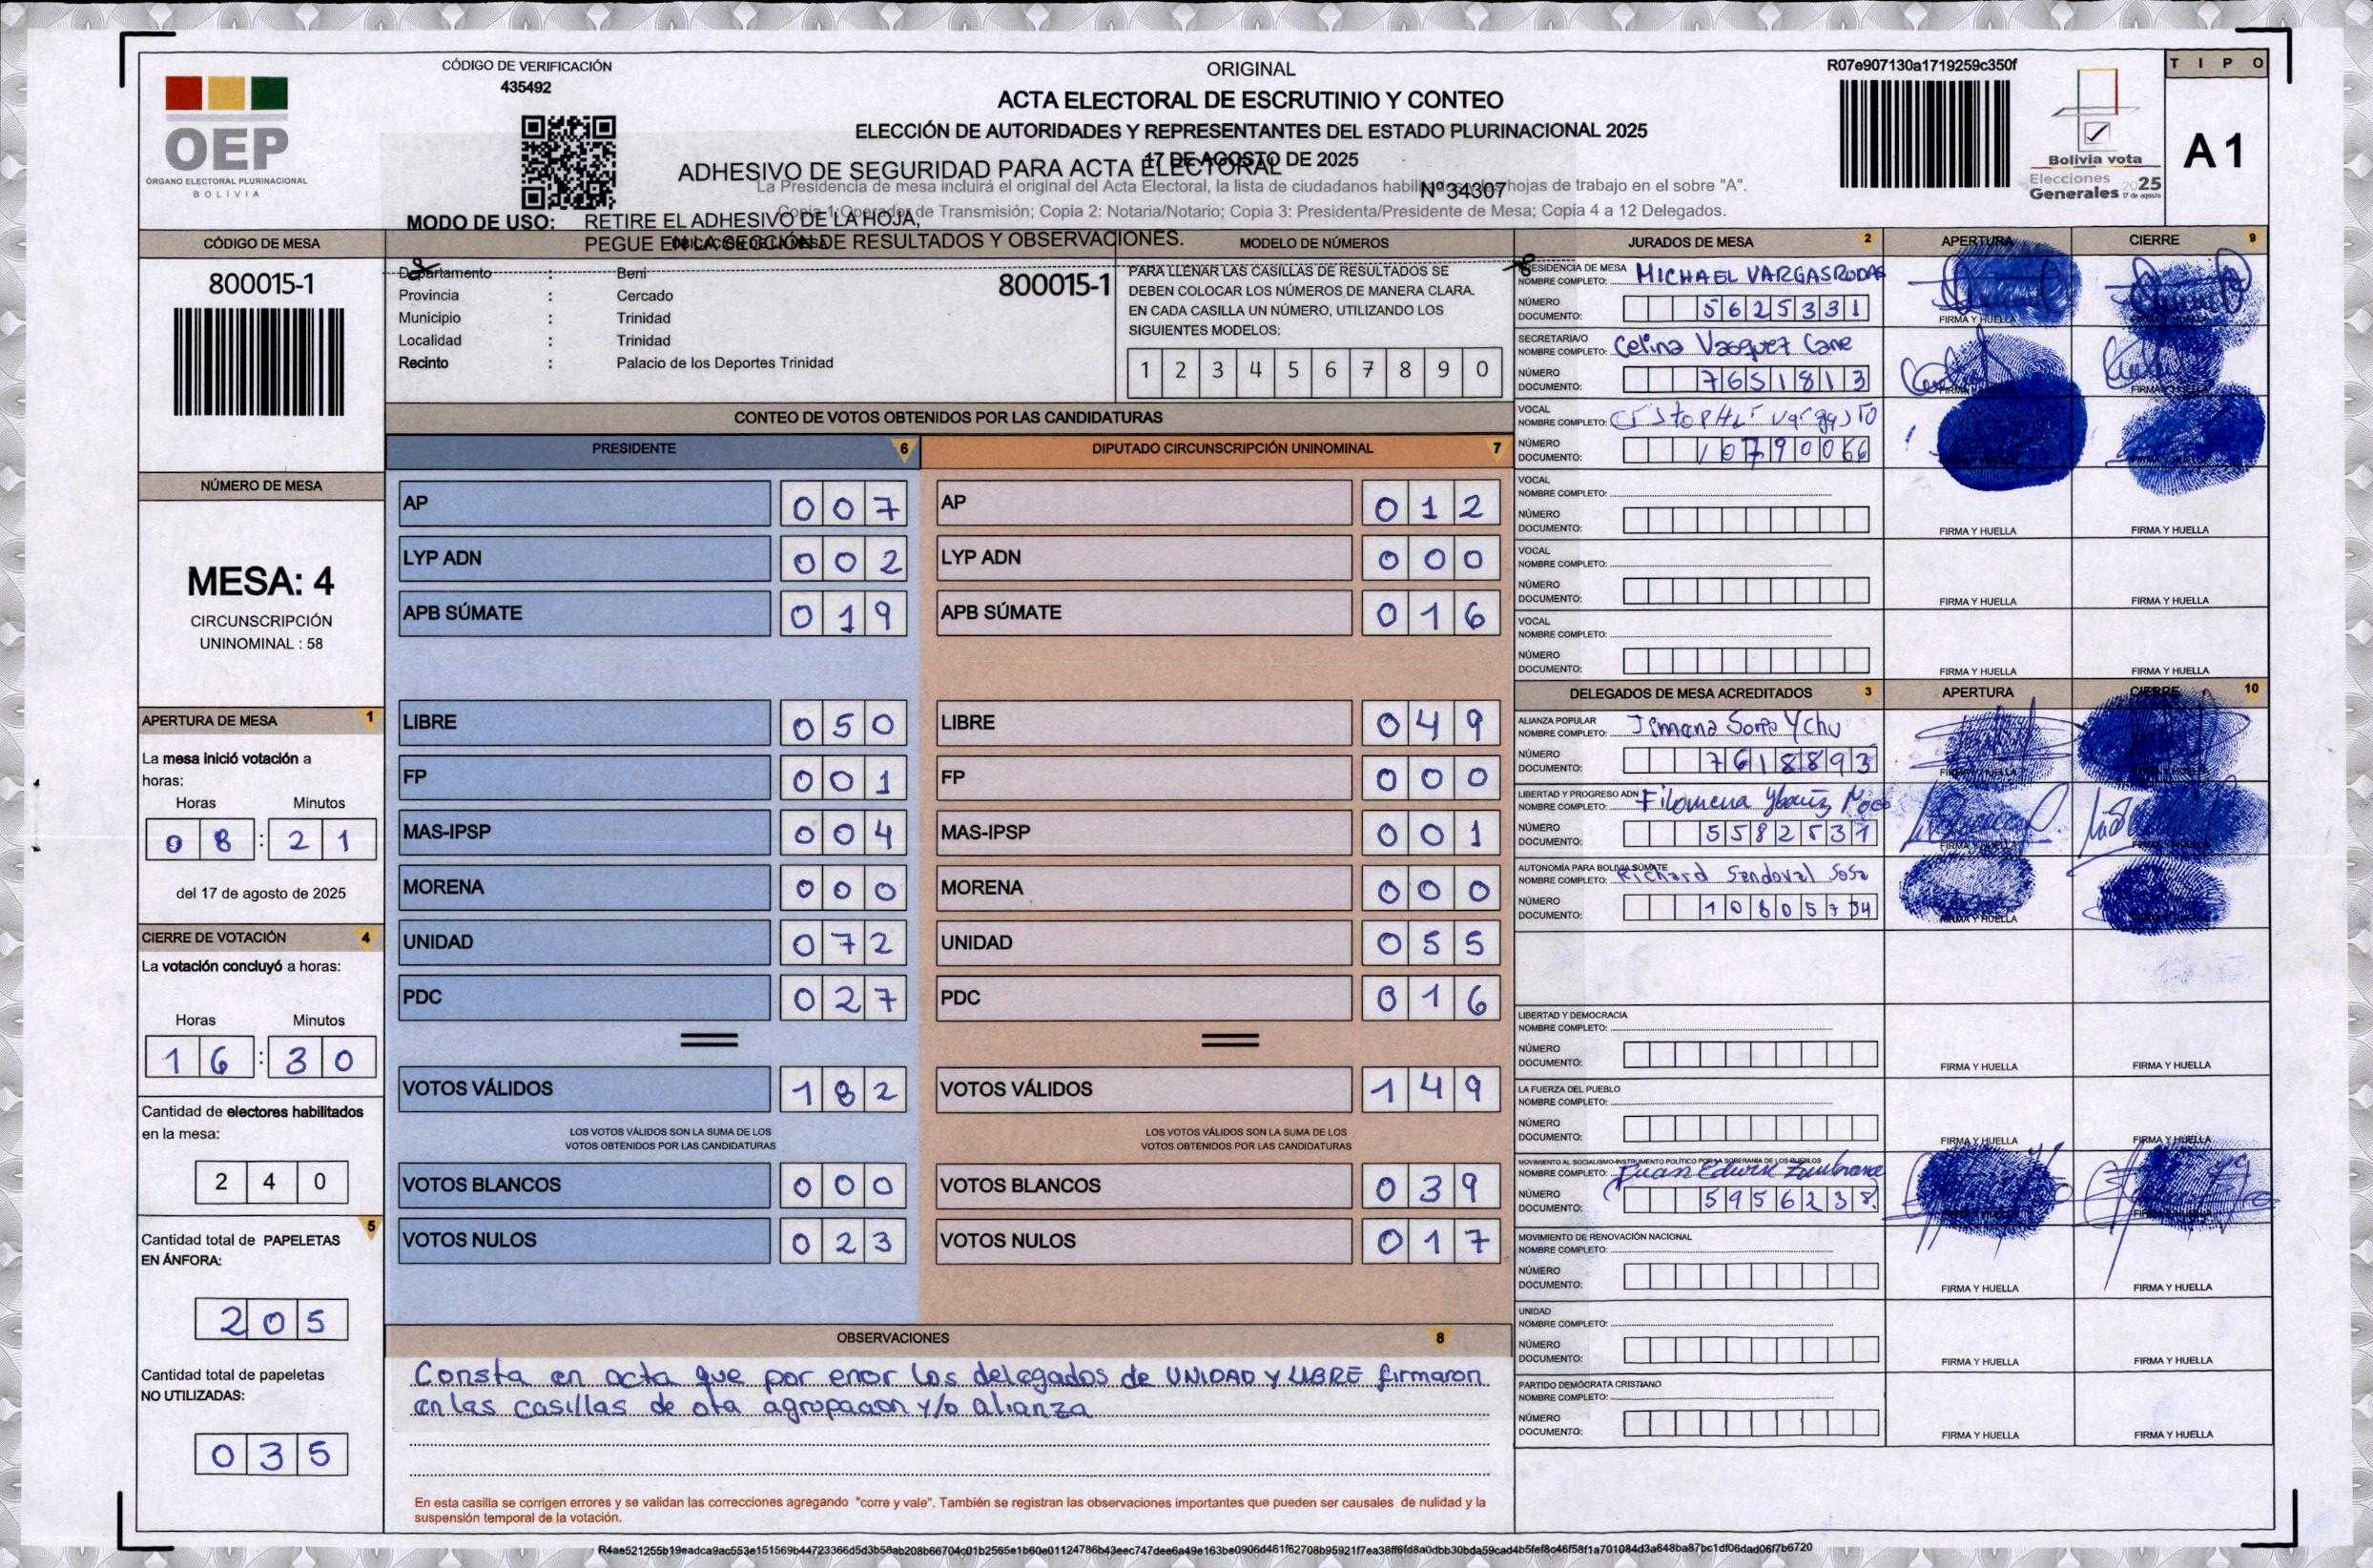 CÓDIGO DE VERIFICACIÓN
435492
OEP
ÓRGANO ELECTORAL PLURINACIONAL
BOLIVIA
ORIGINAL
ACTA ELECTORAL DE ESCRUTINIO Y CONTEO
ELECCIÓN DE AUTORIDADES Y REPRESENTANTES DEL ESTADO PLURINACIONAL 2025
17 DE AGOSTO DE 2025
ADHESIVO DE SEGURIDAD PARA ACTA ELECTORAL
Nº34307
La Presidencia de mesa incluirá el original del Acta Electoral, la lista de ciudadanos habilitados y las hojas de trabajo en el sobre "A".
Copia 1:Operador de Transmisión; Copia 2: Notaria/Notario; Copia 3: Presidenta/Presidente de Mesa; Copia 4 a 12 Delegados.
MODO DE USO: RETIRE EL ADHESIVO DE LA HOJA,
PEGUE EN LA SECCIÓN DE RESULTADOS Y OBSERVACIONES.
R07e907130a1719259c350f
Bolivia vota
Elecciones
Generales 2025
17 de agosto
TIPO
A1
CÓDIGO DE MESA
800015-1
UBICACIÓN DE LA MESA
Departamento : Beni
Provincia : Cercado
Municipio : Trinidad
Localidad : Trinidad
Recinto : Palacio de los Deportes Trinidad
800015-1
MODELO DE NÚMEROS
PARA LLENAR LAS CASILLAS DE RESULTADOS SE
DEBEN COLOCAR LOS NÚMEROS DE MANERA CLARA.
EN CADA CASILLA UN NÚMERO, UTILIZANDO LOS
SIGUIENTES MODELOS:
1 2 3 4 5 6 7 8 9 0
NÚMERO DE MESA
MESA: 4
CIRCUNSCRIPCIÓN
UNINOMINAL : 58
APERTURA DE MESA 1
La mesa inició votación a
horas:
Horas Minutos
08:21
del 17 de agosto de 2025
CIERRE DE VOTACIÓN 4
La votación concluyó a horas:
Horas Minutos
16:30
Cantidad de electores habilitados
en la mesa:
240
5
Cantidad total de PAPELETAS
EN ÁNFORA:
205
Cantidad total de papeletas
NO UTILIZADAS:
035
CONTEO DE VOTOS OBTENIDOS POR LAS CANDIDATURAS
PRESIDENTE 6
AP 007
LYP ADN 002
APB SÚMATE 019
LIBRE 050
FP 001
MAS-IPSP 004
MORENA 000
UNIDAD 072
PDC 027
VOTOS VÁLIDOS 182
LOS VOTOS VÁLIDOS SON LA SUMA DE LOS
VOTOS OBTENIDOS POR LAS CANDIDATURAS
VOTOS BLANCOS 000
VOTOS NULOS 023
DIPUTADO CIRCUNSCRIPCIÓN UNINOMINAL 7
AP 012
LYP ADN 000
APB SÚMATE 016
LIBRE 049
FP 000
MAS-IPSP 001
MORENA 000
UNIDAD 055
PDC 016
VOTOS VÁLIDOS 149
LOS VOTOS VÁLIDOS SON LA SUMA DE LOS
VOTOS OBTENIDOS POR LAS CANDIDATURAS
VOTOS BLANCOS 039
VOTOS NULOS 017
OBSERVACIONES 8
Consta en acta que por error los delegados de UNIDAD y LIBRE firmaron
en las casillas de otra agrupacion y/o alianza
En esta casilla se corrigen errores y se validan las correcciones agregando "corre y vale". También se registran las observaciones importantes que pueden ser causales de nulidad y la
suspensión temporal de la votación.
JURADOS DE MESA 2 APERTURA CIERRE 9
PRESIDENCIA DE MESA
NOMBRE COMPLETO: MICHAEL VARGAS RODAS
NÚMERO
DOCUMENTO: 5625331
FIRMA Y HUELLA
SECRETARIA/O
NOMBRE COMPLETO: Celina Vasquez Cane
NÚMERO
DOCUMENTO: 7651813
VOCAL
NOMBRE COMPLETO:
NÚMERO
DOCUMENTO: 10790066
VOCAL
NOMBRE COMPLETO:
NÚMERO
DOCUMENTO:
FIRMA Y HUELLA FIRMA Y HUELLA
VOCAL
NOMBRE COMPLETO:
NÚMERO
DOCUMENTO:
FIRMA Y HUELLA FIRMA Y HUELLA
VOCAL
NOMBRE COMPLETO:
NÚMERO
DOCUMENTO:
FIRMA Y HUELLA FIRMA Y HUELLA
DELEGADOS DE MESA ACREDITADOS 3 APERTURA CIERRE 10
ALIANZA POPULAR
NOMBRE COMPLETO: Jimena
NÚMERO
DOCUMENTO: 7618893
LIBERTAD Y PROGRESO ADN
NOMBRE COMPLETO: Filomena
NÚMERO
DOCUMENTO: 5582531
AUTONOMÍA PARA BOLIVIA SÚMATE
NOMBRE COMPLETO: Richard Sandoval Sosa
NÚMERO
DOCUMENTO:
LIBERTAD Y DEMOCRACIA
NOMBRE COMPLETO:
NÚMERO
DOCUMENTO:
FIRMA Y HUELLA FIRMA Y HUELLA
LA FUERZA DEL PUEBLO
NOMBRE COMPLETO:
NÚMERO
DOCUMENTO:
FIRMA Y HUELLA FIRMA Y HUELLA
MOVIMIENTO AL SOCIALISMO-INSTRUMENTO POLÍTICO POR LA SOBERANÍA DE LOS PUEBLOS
NOMBRE COMPLETO: Juan Edwin Zambrana
NÚMERO
DOCUMENTO: 5956238
MOVIMIENTO DE RENOVACIÓN NACIONAL
NOMBRE COMPLETO:
NÚMERO
DOCUMENTO:
FIRMA Y HUELLA FIRMA Y HUELLA
UNIDAD
NOMBRE COMPLETO:
NÚMERO
DOCUMENTO:
FIRMA Y HUELLA FIRMA Y HUELLA
PARTIDO DEMÓCRATA CRISTIANO
NOMBRE COMPLETO:
NÚMERO
DOCUMENTO:
FIRMA Y HUELLA FIRMA Y HUELLA